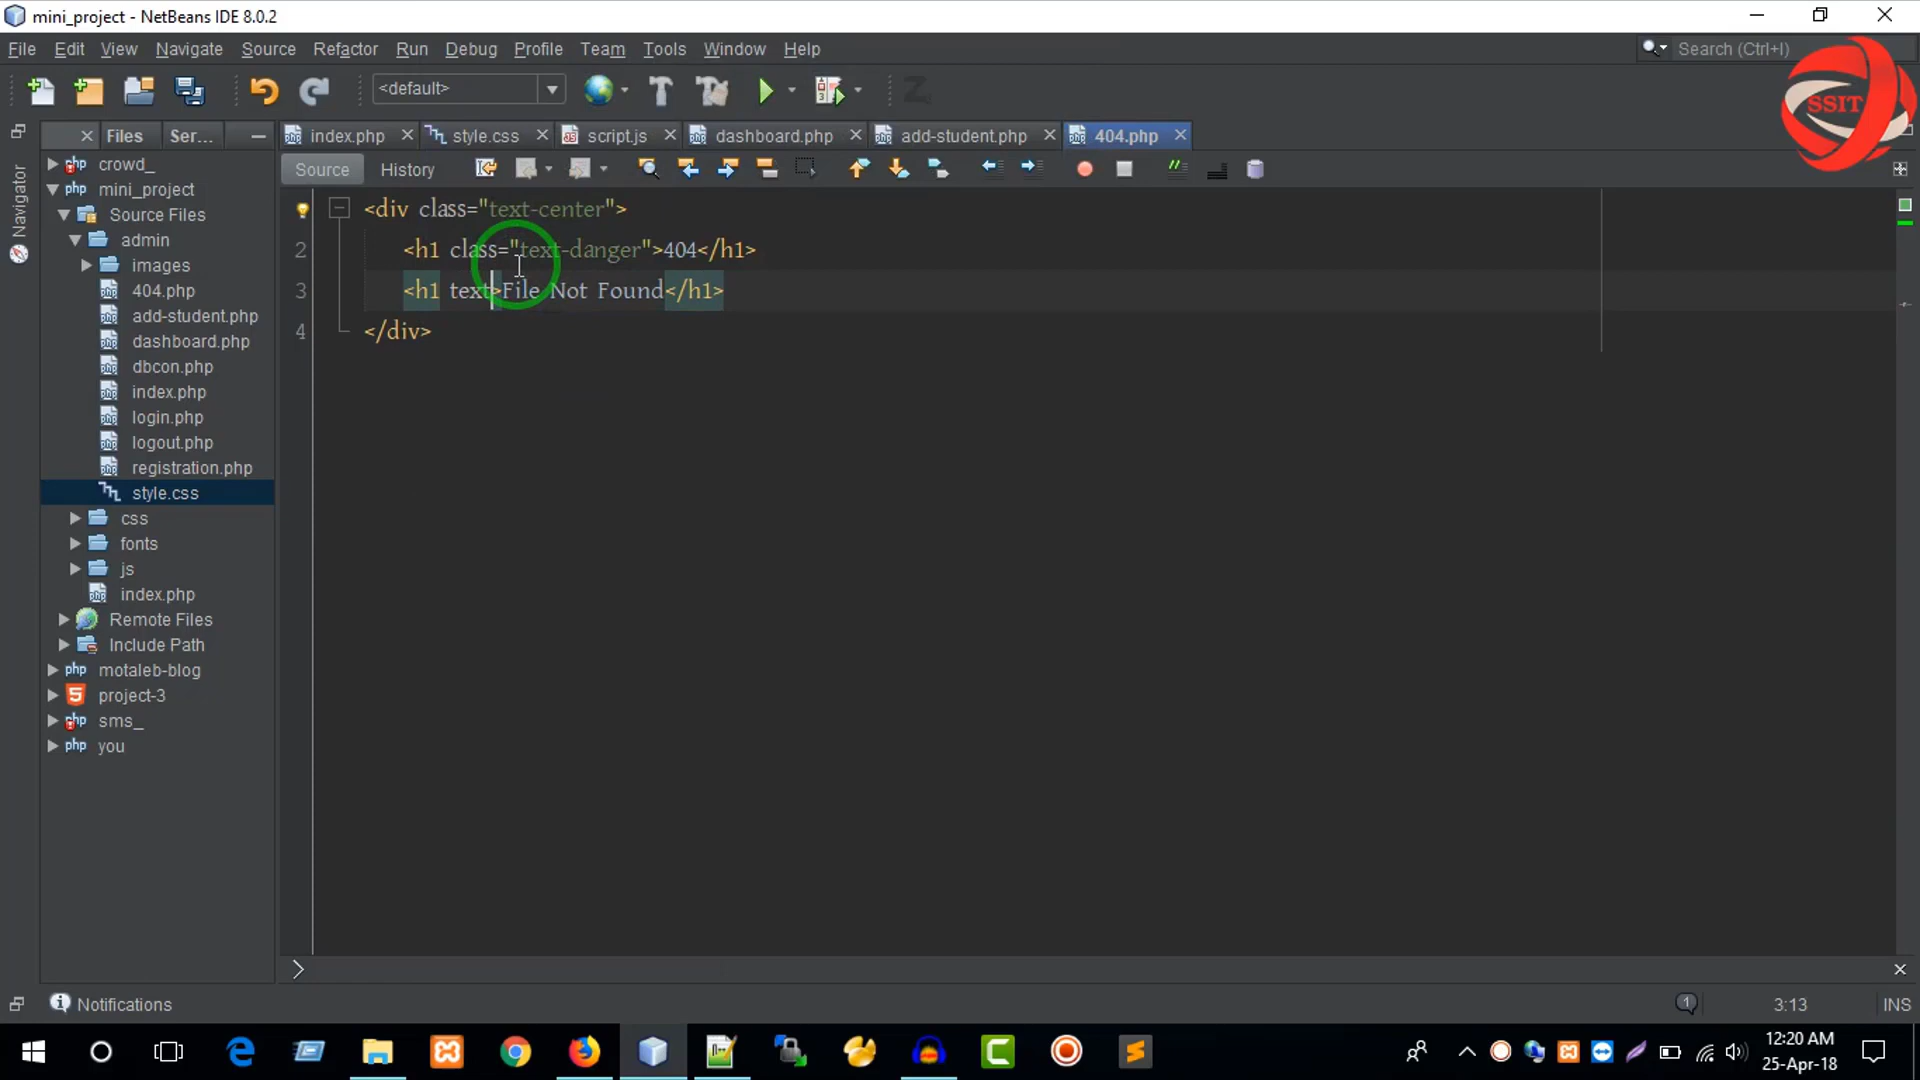 mini_project - NetBeans IDE 8.0.2
File Edit View Navigate Source Refactor Run Debug Profile Team Tools Window Help
Search (Ctrl+I)
<default>
SSIT
Files Ser... index.php style.css script.js dashboard.php add-student.php 404.php
Source History
Navigator
crowd_
mini_project
Source Files
admin
images
404.php
add-student.php
dashboard.php
dbcon.php
index.php
login.php
logout.php
registration.php
style.css
css
fonts
js
index.php
Remote Files
Include Path
motaleb-blog
project-3
sms_
you
<div class="text-center">
2 <h1 class="text-danger">404</h1>
3 <h1 text>File Not Found</h1>
4 </div>
Notifications
1
3:13
INS
12:20 AM
25-Apr-18